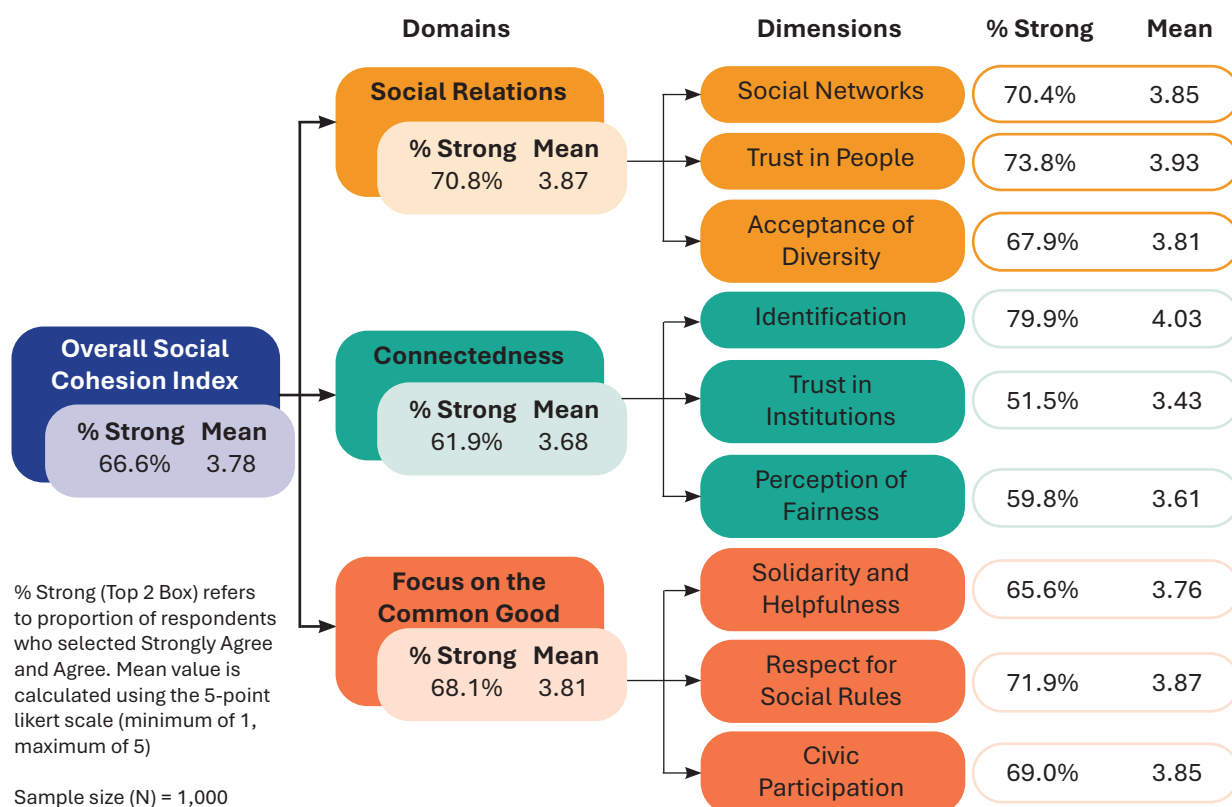 Domains
Dimensions
% Strong
Mean
Social Relations
% Strong Mean
70.8% 3.87
Social Networks
70.4% 3.85
Trust in People
73.8% 3.93
Acceptance of
Diversity
67.9% 3.81
Overall Social
Cohesion Index
% Strong Mean
66.6% 3.78
Connectedness
% Strong Mean
61.9% 3.68
Identification
79.9% 4.03
Trust in
Institutions
51.5% 3.43
Perception of
Fairness
59.8% 3.61
Focus on the
Common Good
% Strong Mean
68.1% 3.81
Solidarity and
Helpfulness
65.6% 3.76
Respect for
Social Rules
71.9% 3.87
Civic
Participation
69.0% 3.85
% Strong (Top 2 Box) refers
to proportion of respondents
who selected Strongly Agree
and Agree. Mean value is
calculated using the 5-point
likert scale (minimum of 1,
maximum of 5)
Sample size (N) = 1,000